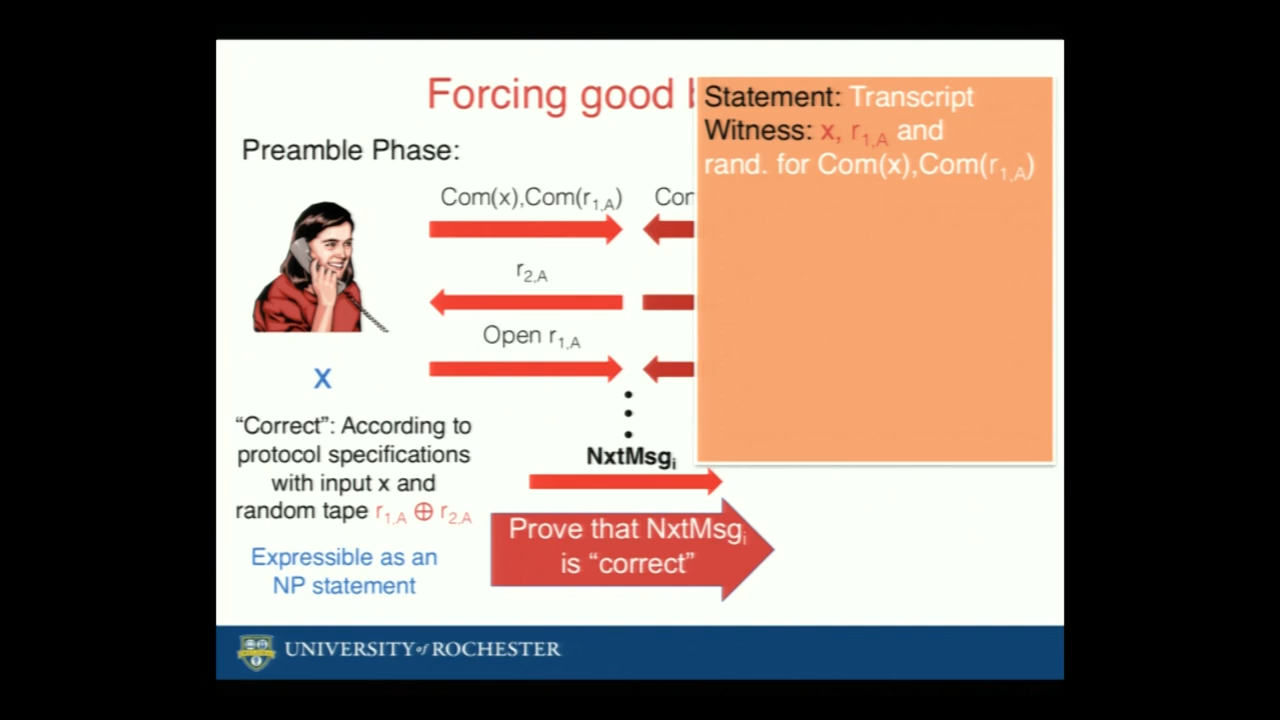 Forcing good
Statement: Transcript
Witness: x, r1,A and
rand. for Com(x),Com(r1,A)
Preamble Phase:
Com(x),Com(r1,A)
r2,A
Open r1,A
x
“Correct”: According to
protocol specifications
with input x and
random tape r1,A ⊕ r2,A
Expressible as an
NP statement
NxtMsgi
Prove that NxtMsgi
is “correct”
UNIVERSITY of ROCHESTER